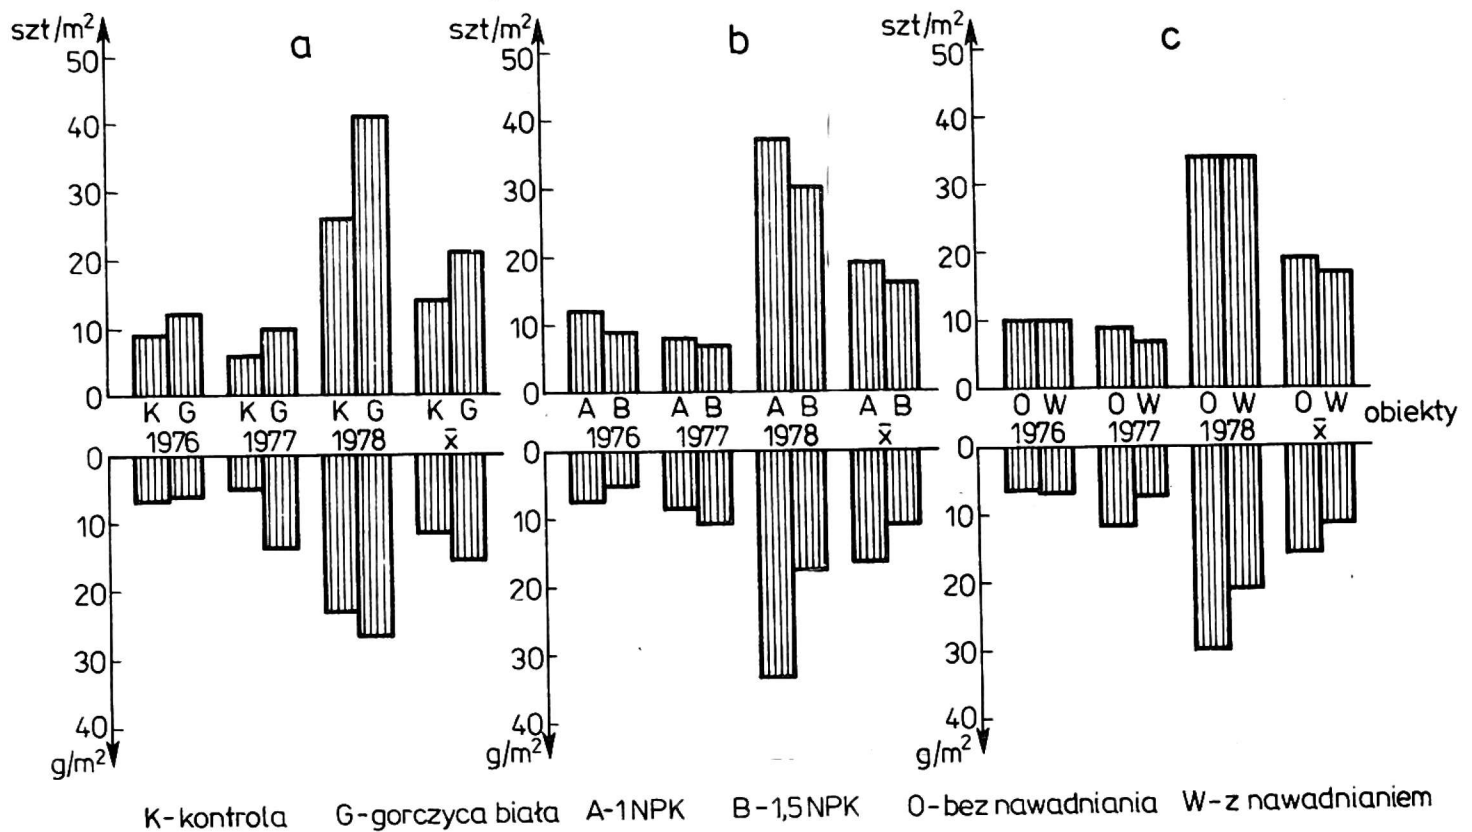 szt/m² a szt/m² b szt/m² c
50 50 50
40 40 40
30 30 30
20 20 20
10 10 10
0 0 0
K G K G K G K G A B A B A B A B O W O W O W O W obiekty
1976 1977 1978 x̄ 1976 1977 1978 x̄ 1976 1977 1978 x̄
0 0 0
10 10 10
20 20 20
30 30 30
40 40 40
g/m² g/m² g/m²
K-kontrola G-gorczyca biała A-1NPK B-1,5NPK O-bez nawadniania W-z nawadnianiem